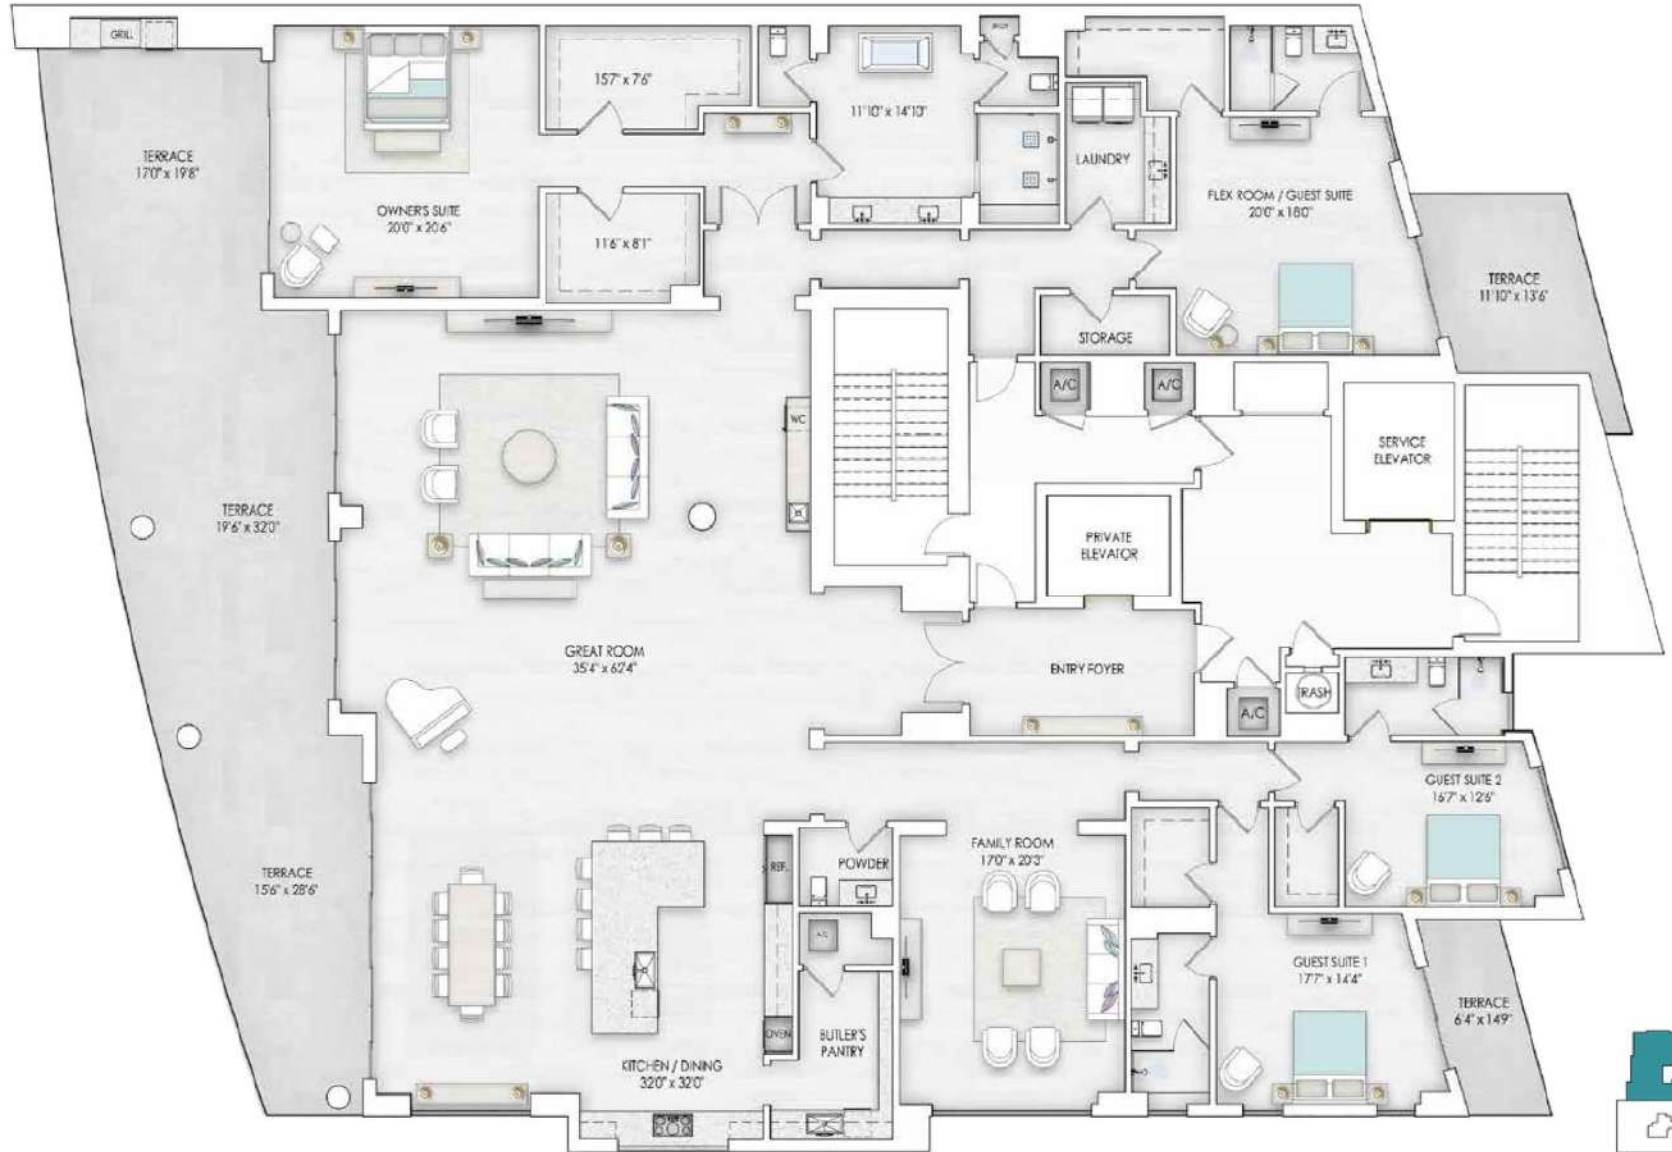 GRILL
15'7" x 7'6"
11'10" x 14'10"
TERRACE
17'0" x 19'8"
LAUNDRY
OWNER'S SUITE
20'0" x 20'6"
FLEX ROOM / GUEST SUITE
20'0" x 18'0"
11'6" x 8'1"
TERRACE
11'10" x 13'6"
STORAGE
A/C
A/C
WC
SERVICE
ELEVATOR
TERRACE
19'6" x 32'0"
PRIVATE
ELEVATOR
GREAT ROOM
35'4" x 62'4"
ENTRY FOYER
TRASH
A/C
GUEST SUITE 2
16'7" x 12'6"
FAMILY ROOM
17'0" x 20'3"
POWDER
REF.
TERRACE
15'6" x 28'6"
A/C
GUEST SUITE 1
17'7" x 14'4"
TERRACE
6'4" x 14'9"
OVEN
BUTLER'S
PANTRY
KITCHEN / DINING
32'0" x 32'0"